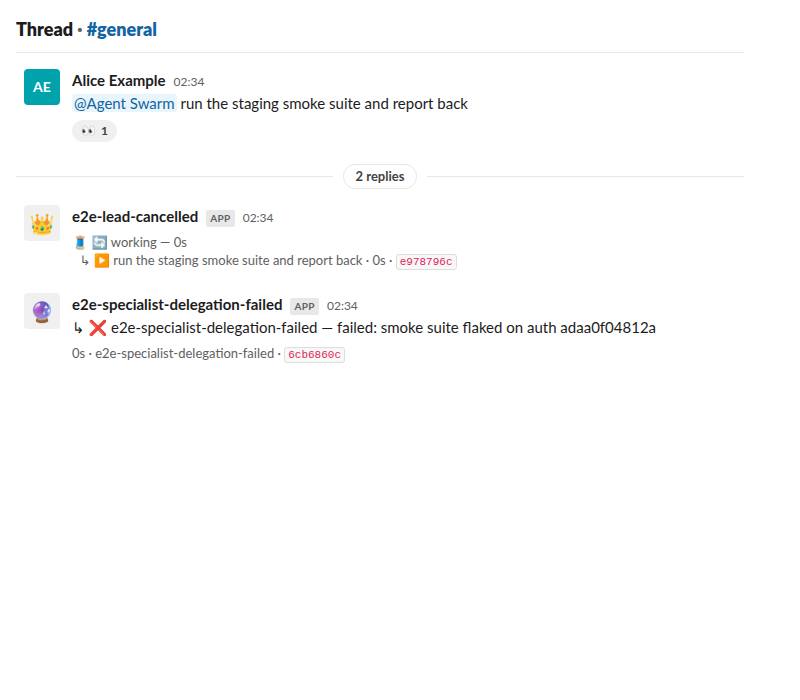 Thread • #general
AE
Alice Example 02:34
@Agent Swarm run the staging smoke suite and report back
👀 1
2 replies
e2e-lead-cancelled APP 02:34
🧵 🔄 working — 0s
↳ ▶️ run the staging smoke suite and report back · 0s · e978796c
e2e-specialist-delegation-failed APP 02:34
↳ ❌ e2e-specialist-delegation-failed — failed: smoke suite flaked on auth adaa0f04812a
0s · e2e-specialist-delegation-failed · 6cb6860c